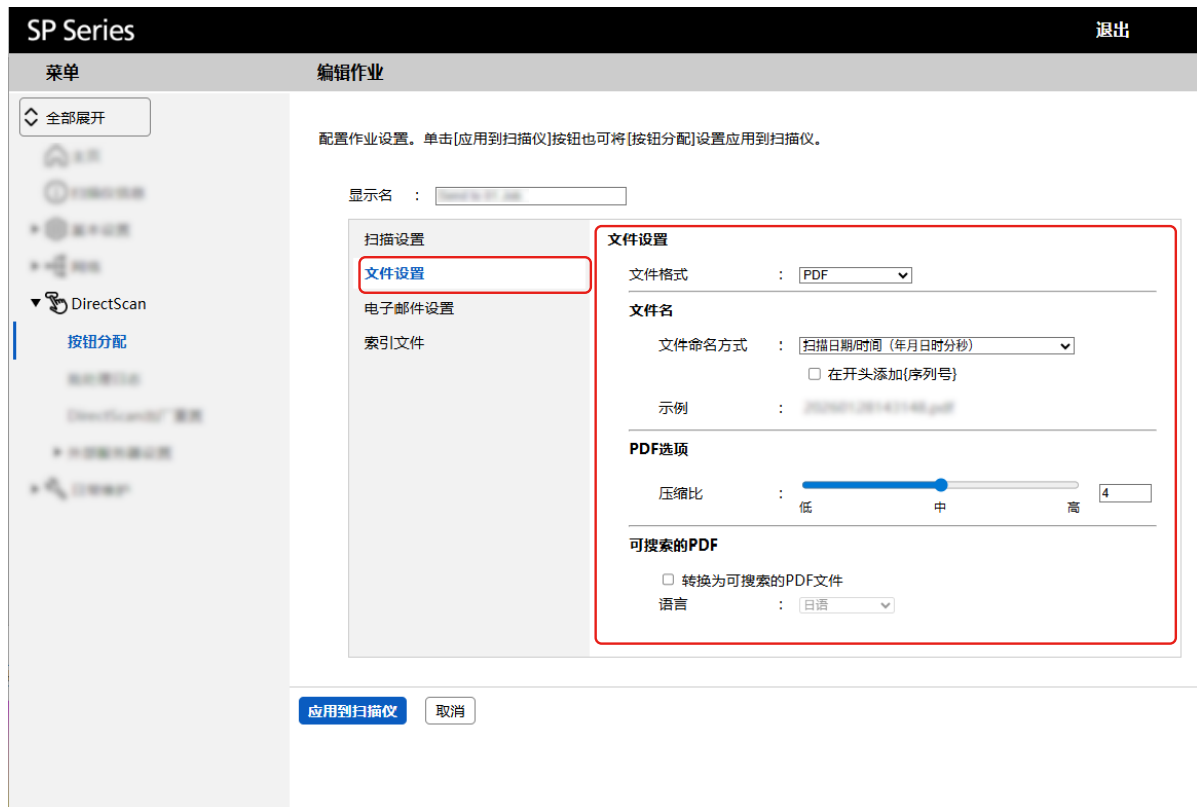 SP Series
退出
菜单
编辑作业
全部展开
DirectScan
按钮分配
配置作业设置。单击[应用到扫描仪]按钮也可将[按钮分配]设置应用到扫描仪。
显示名 :
扫描设置
文件设置
电子邮件设置
索引文件
文件设置
文件格式 : PDF
文件名
文件命名方式 : 扫描日期/时间（年月日时分秒）
在开头添加{序列号}
示例 :
PDF选项
压缩比 : 4
低 中 高
可搜索的PDF
转换为可搜索的PDF文件
语言 : 日语
应用到扫描仪 取消